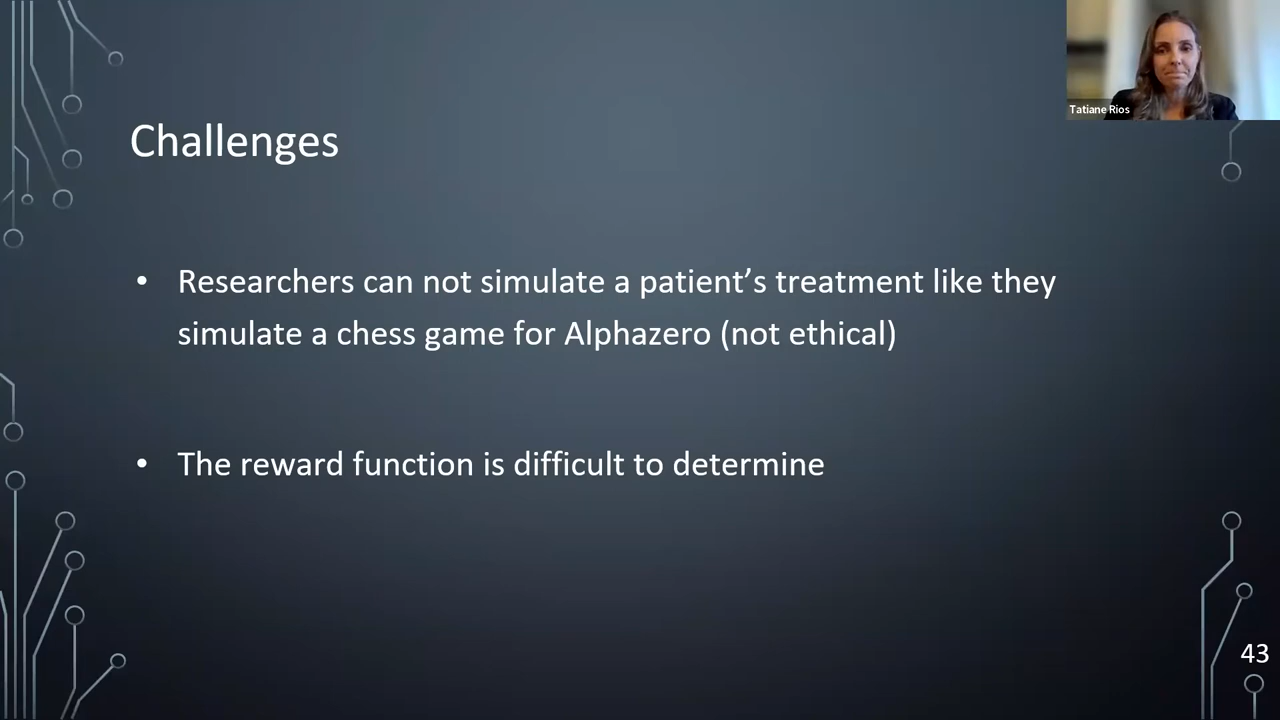 Tatiane Rios
Challenges
• Researchers can not simulate a patient’s treatment like they
simulate a chess game for Alphazero (not ethical)
• The reward function is difficult to determine
43